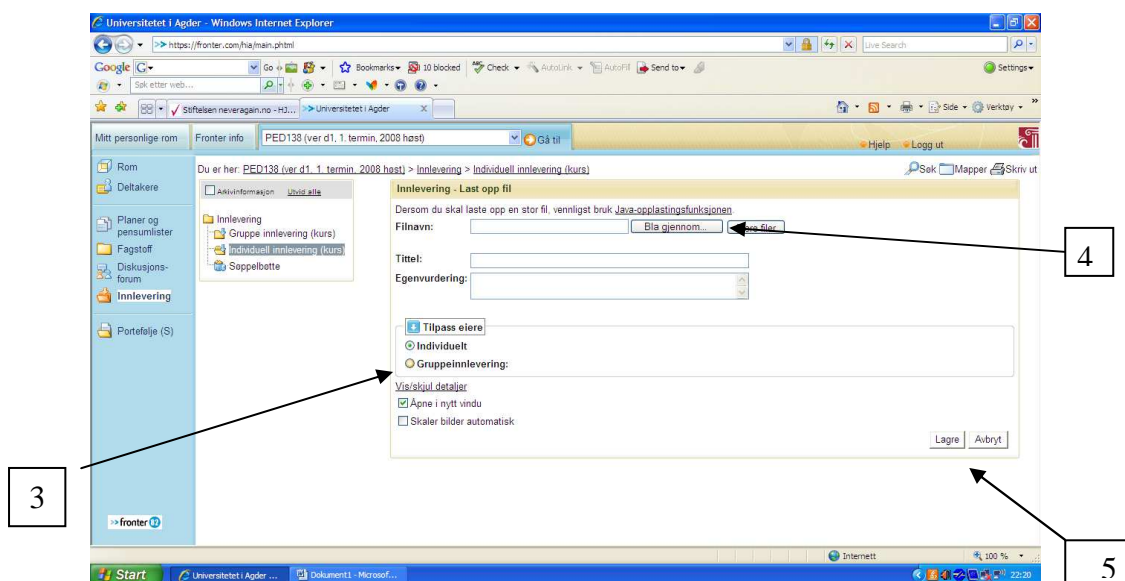 Universitetet i Agder - Windows Internet Explorer
>> https://fronter.com/hia/main.phtml
Live Search
Google G Go Bookmarks 10 blocked Check AutoLink AutoFill Send to Settings
Søk etter web...
Stiftelsen neveragain.no - HJ... >> Universitetet i Agder X Side Verktøy »
Mitt personlige rom Fronter info PED138 (ver d1, 1. termin, 2008 høst) Gå til Hjelp Logg ut
Rom
Deltakere
Planer og pensumlister
Fagstoff
Diskusjons-
forum
Innlevering
Portefølje (S)
>> fronter
Du er her: PED138 (ver d1, 1. termin, 2008 høst) > Innlevering > Individuell innlevering (kurs) Søk Mapper Skriv ut
Arkivinformasjon Utvid alle
Innlevering
Gruppe innlevering (kurs)
Individuell innlevering (kurs)
Søppelbøtte
Innlevering - Last opp fil
Dersom du skal laste opp en stor fil, vennligst bruk Java-opplastingsfunksjonen
Filnavn: Bla gjennom... filer
Tittel:
Egenvurdering:
Tilpass eiere
Individuelt
Gruppeinnlevering:
Vis/skjul detaljer
Åpne i nytt vindu
Skaler bilder automatisk
Lagre Avbryt
4
3
5
Internett 100 %
Start Universitetet i Agder ... Dokument1 - Microsof... 22:20